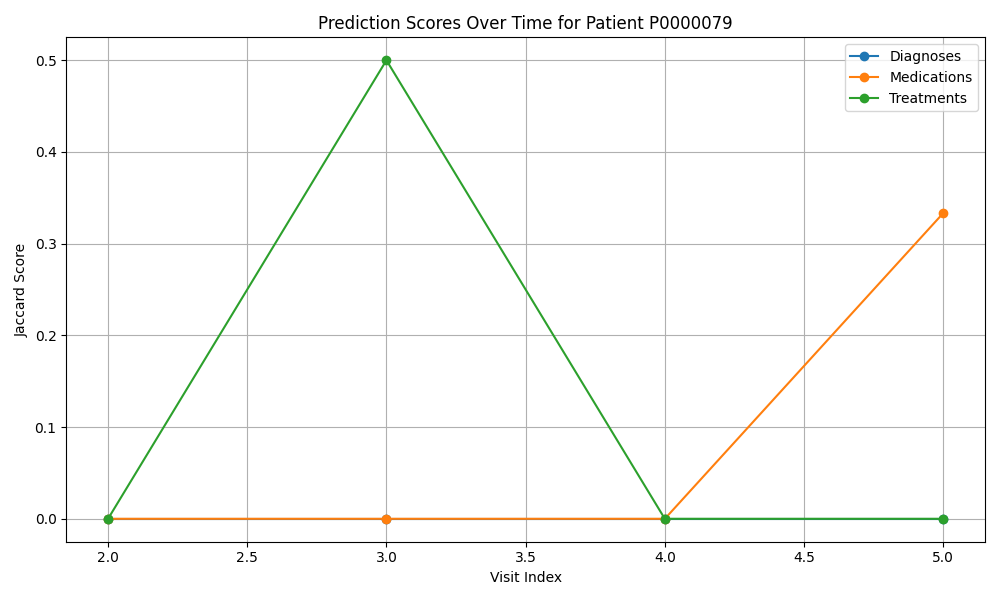 Prediction Scores Over Time for Patient P0000079
Diagnoses
Medications
Treatments
Jaccard Score
0.5
0.4
0.3
0.2
0.1
0.0
2.0 2.5 3.0 3.5 4.0 4.5 5.0
Visit Index